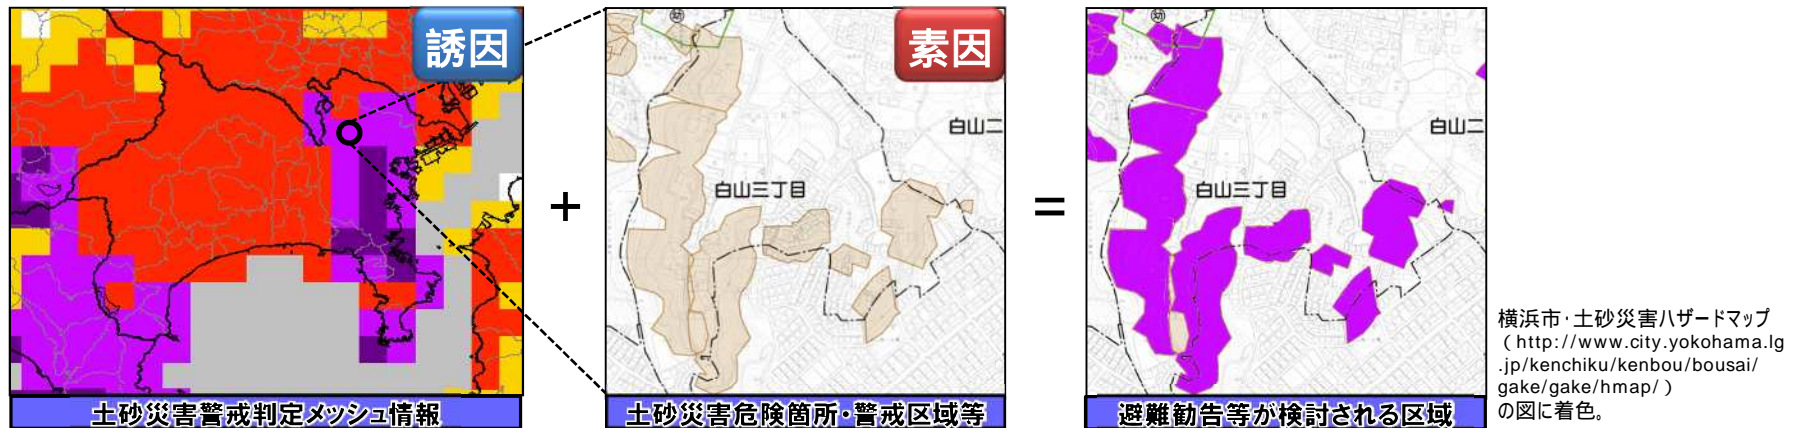 誘因
土砂災害警戒判定メッシュ情報
+
素因
幼
白山二
白山三丁目
土砂災害危険箇所・警戒区域等
=
幼
白山二
白山三丁目
避難勧告等が検討される区域
横浜市・土砂災害ハザードマップ
(http://www.city.yokohama.lg
.jp/kenchiku/kenbou/bousai/
gake/gake/hmap/)
の図に着色。